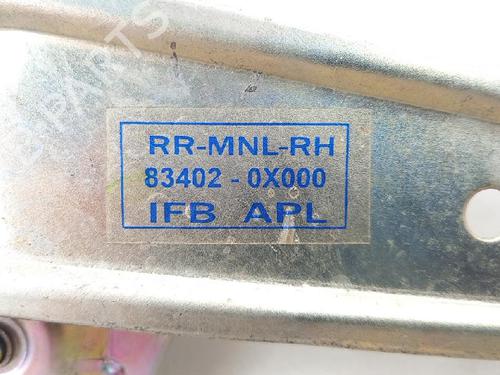 RR-MNL-RH
83402 - 0X000
IFB APL